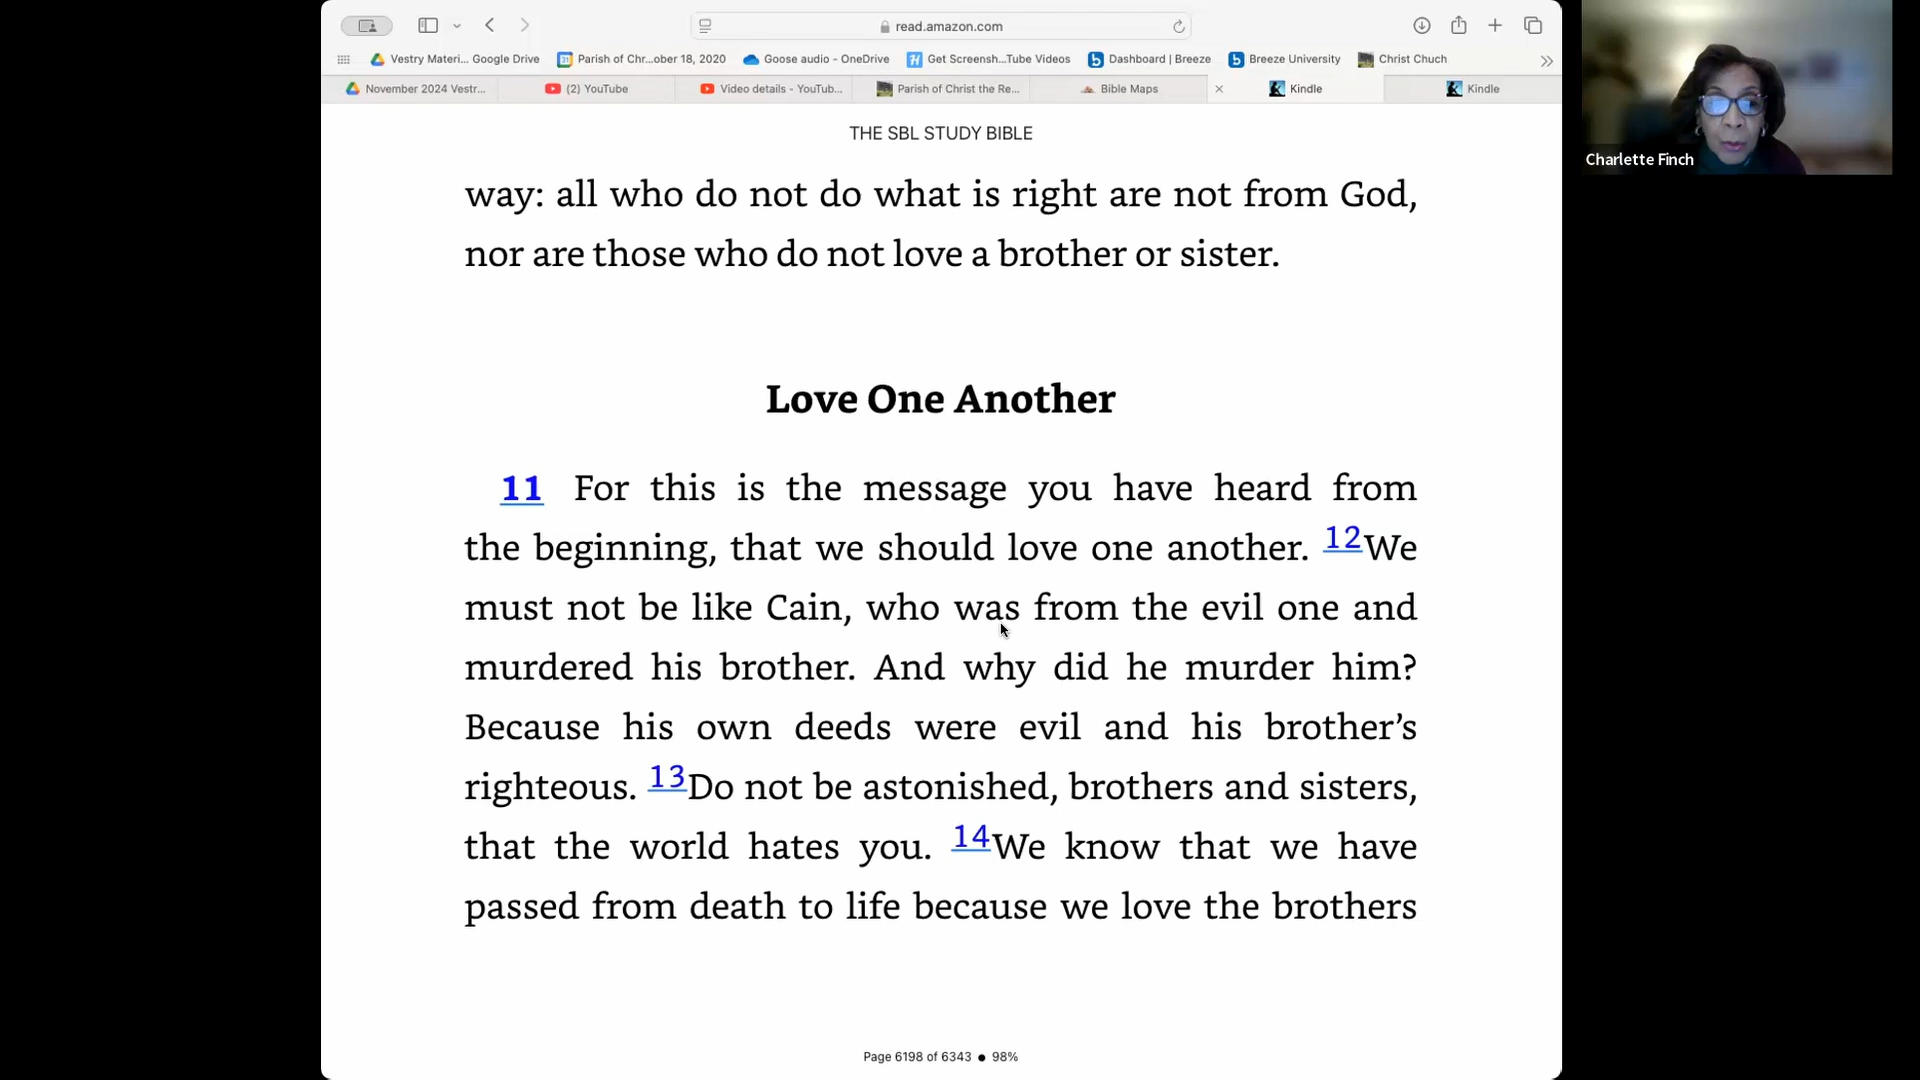 read.amazon.com
Vestry Materi... Google Drive
Parish of Chr...ober 18, 2020
Goose audio - OneDrive
Get Screensh...Tube Videos
Dashboard | Breeze
Breeze University
Christ Chuch
November 2024 Vestr...
(2) YouTube
Video details - YouTub...
Parish of Christ the Re...
Bible Maps
Kindle
Kindle
Charlette Finch
THE SBL STUDY BIBLE
way: all who do not do what is right are not from God,
nor are those who do not love a brother or sister.
Love One Another
11 For this is the message you have heard from
the beginning, that we should love one another. 12We
must not be like Cain, who was from the evil one and
murdered his brother. And why did he murder him?
Because his own deeds were evil and his brother’s
righteous. 13Do not be astonished, brothers and sisters,
that the world hates you. 14We know that we have
passed from death to life because we love the brothers
Page 6198 of 6343 ● 98%